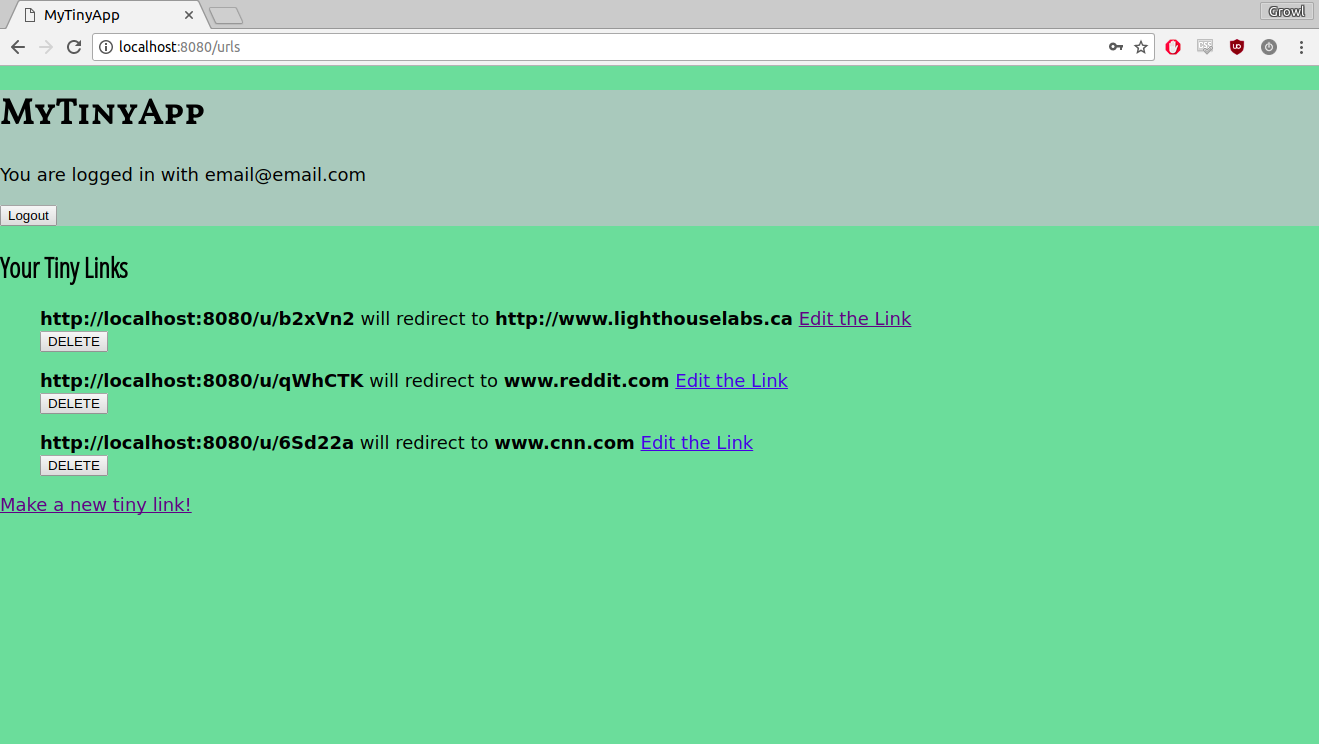 MyTinyApp
Growl
localhost:8080/urls
MyTinyApp
You are logged in with email@email.com
Logout
Your Tiny Links
http://localhost:8080/u/b2xVn2 will redirect to http://www.lighthouselabs.ca Edit the Link
DELETE
http://localhost:8080/u/qWhCTK will redirect to www.reddit.com Edit the Link
DELETE
http://localhost:8080/u/6Sd22a will redirect to www.cnn.com Edit the Link
DELETE
Make a new tiny link!